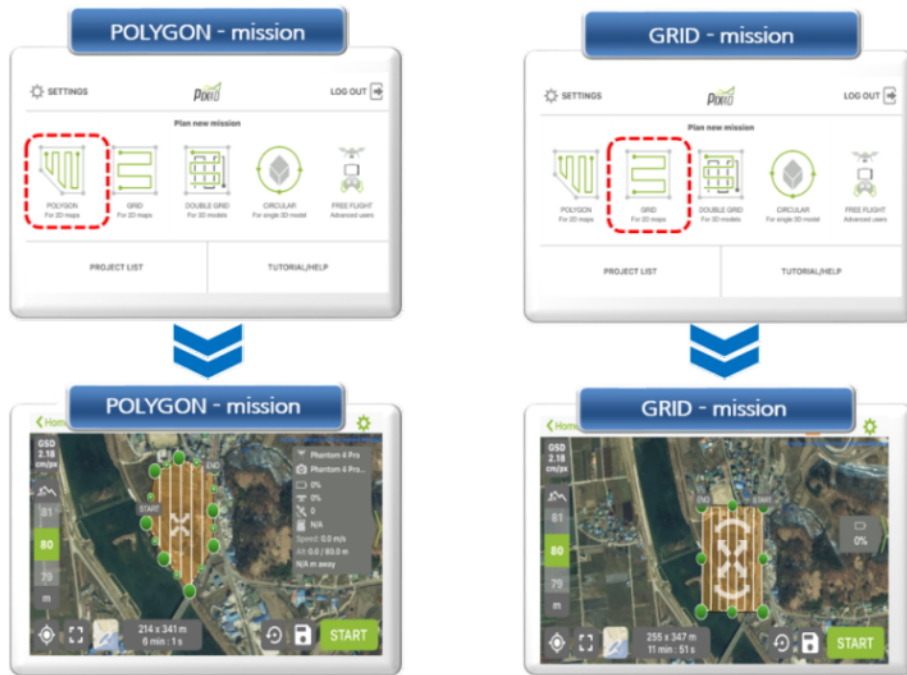 POLYGON - mission
SETTINGS
PIX4D
LOG OUT
Plan new mission
POLYGON
For 2D maps
GRID
For 2D maps
DOUBLE GRID
For 3D models
CIRCULAR
For single 3D model
FREE FLIGHT
Advanced users
PROJECT LIST
TUTORIAL/HELP
GRID - mission
SETTINGS
PIX4D
LOG OUT
Plan new mission
POLYGON
For 2D maps
GRID
For 2D maps
DOUBLE GRID
For 3D models
CIRCULAR
For single 3D model
FREE FLIGHT
Advanced users
PROJECT LIST
TUTORIAL/HELP
POLYGON - mission
Home
GSD
2.18
cm/px
81
80
79
m
START
END
Phantom 4 Pro
Phantom 4 Pro...
0%
0%
0
N/A
Speed: 0.0 m/s
Alt: 0.0 / 80.0 m
N/A m away
214 x 341 m
6 min : 1 s
START
GRID - mission
Home
GSD
2.18
cm/px
81
80
79
m
END
START
0%
255 x 347 m
11 min : 51 s
START